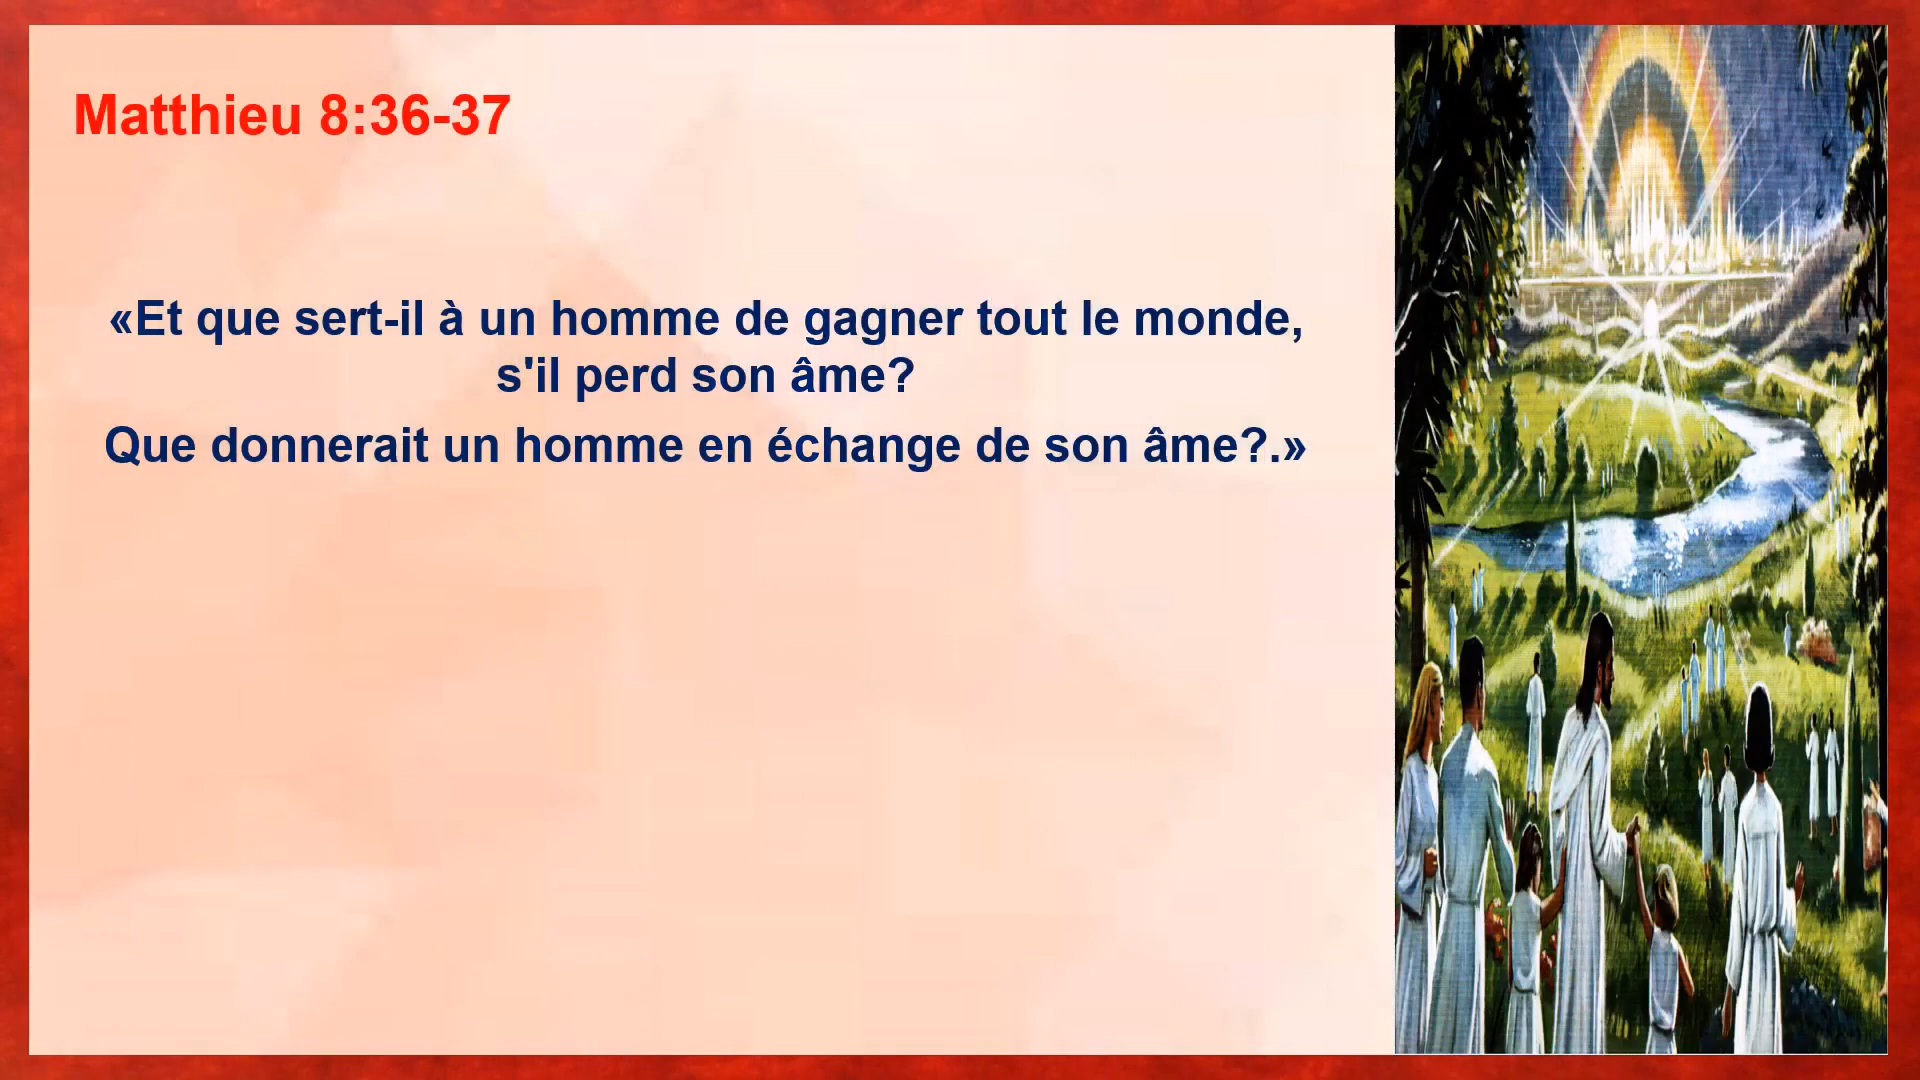 Matthieu 8:36-37
«Et que sert-il à un homme de gagner tout le monde,
s'il perd son âme?
Que donnerait un homme en échange de son âme?.»